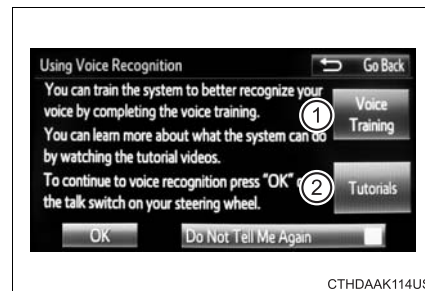 Using Voice Recognition
Go Back
You can train the system to better recognize your
voice by completing the voice training.
You can learn more about what the system can do
by watching the tutorial videos.
To continue to voice recognition press "OK"
the talk switch on your steering wheel.
1
Voice
Training
2
Tutorials
OK
Do Not Tell Me Again
CTHDAAK114US